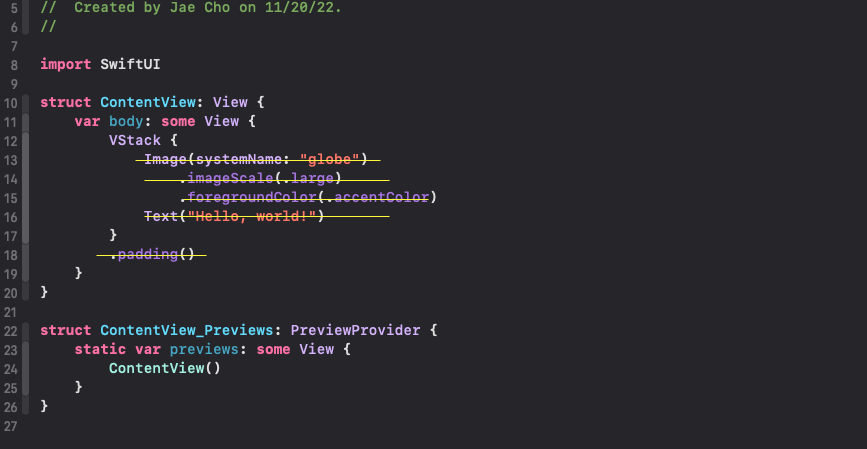 5 //  Created by Jae Cho on 11/20/22.
6 //
7
8 import SwiftUI
9
10 struct ContentView: View {
11     var body: some View {
12         VStack {
13             Image(systemName: "globe")
14                 .imageScale(.large)
15                 .foregroundColor(.accentColor)
16             Text("Hello, world!")
17         }
18         .padding()
19     }
20 }
21
22 struct ContentView_Previews: PreviewProvider {
23     static var previews: some View {
24         ContentView()
25     }
26 }
27